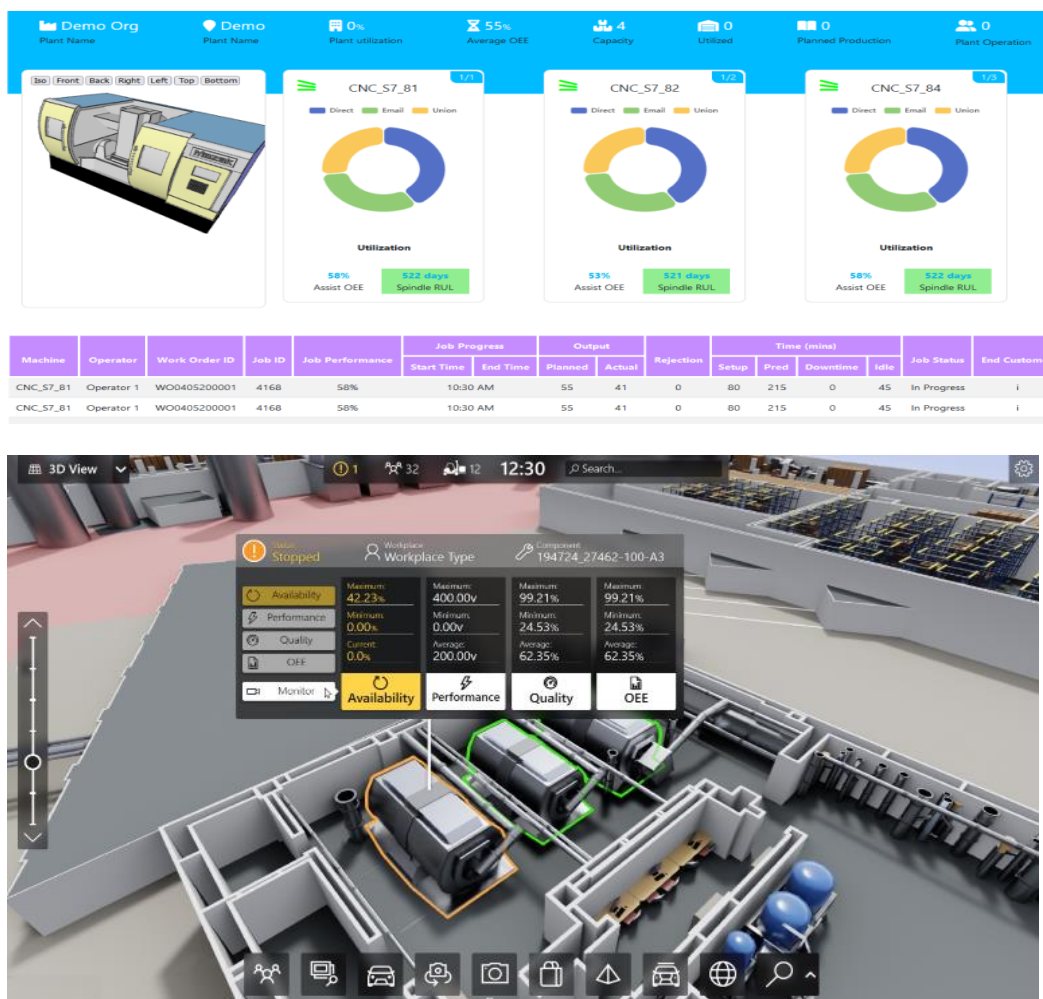 Demo Org Demo 0% 55% 4 0 0 0
Plant Name Plant Name Plant utilization Average OEE Capacity Utilized Planned Production Plant Operation
Iso Front Back Right Left Top Bottom
1/1
CNC_S7_81
Direct Email Union
Utilization
58% 522 days
Assist OEE Spindle RUL
1/2
CNC_S7_82
Direct Email Union
Utilization
53% 521 days
Assist OEE Spindle RUL
1/3
CNC_S7_84
Direct Email Union
Utilization
58% 522 days
Assist OEE Spindle RUL
Job Progress Output Time (mins)
Machine Operator Work Order ID Job ID Job Performance Rejection Job Status End Custom
Start Time End Time Planned Actual Setup Pred Downtime Idle
CNC_S7_81 Operator 1 WO0405200001 4168 58% 10:30 AM 55 41 0 80 215 0 45 In Progress i
CNC_S7_81 Operator 1 WO0405200001 4168 58% 10:30 AM 55 41 0 80 215 0 45 In Progress i
3D View 1 32 12 12:30 Search...
Status Workplace Component
Stopped Workplace Type 194724_27462-100-A3
Availability
Performance
Quality
OEE
Monitor
Maximum: Maximum: Maximum: Maximum:
42.23% 400.00v 99.21% 99.21%
Minimum: Minimum: Minimum: Minimum:
0.00% 0.00v 24.53% 24.53%
Current: Average: Average: Average:
0.0% 200.00v 62.35% 62.35%
Availability Performance Quality OEE